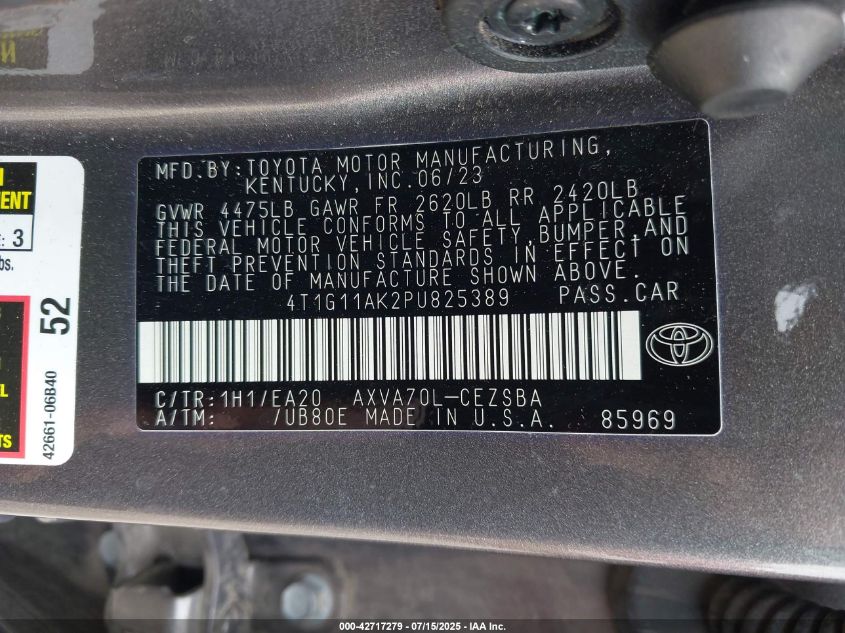 MFD.BY: TOYOTA MOTOR MANUFACTURING,
KENTUCKY, INC. 06/23
GVWR 4475LB GAWR FR 2620LB RR 2420LB
THIS VEHICLE CONFORMS TO ALL APPLICABLE
FEDERAL MOTOR VEHICLE SAFETY, BUMPER, AND
THEFT PREVENTION STANDARDS IN EFFECT ON
THE DATE OF MANUFACTURE SHOWN ABOVE.
4T1G11AK2PU825389 PASS.CAR
C/TR: 1H1/EA20 AXVA70L-CEZSBA
A/TM: /UB80E MADE IN U.S.A. 85969
3
52
42661-06B40
000-42717279 - 07/15/2025 - IAA Inc.